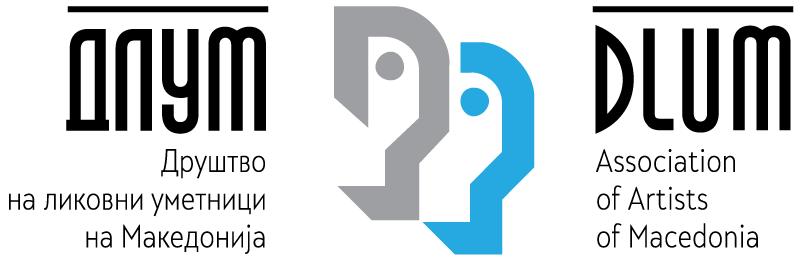 ДЛУМ
Друштво
на ликовни уметници
на Македонија
DLUM
Association
of Artists
of Macedonia